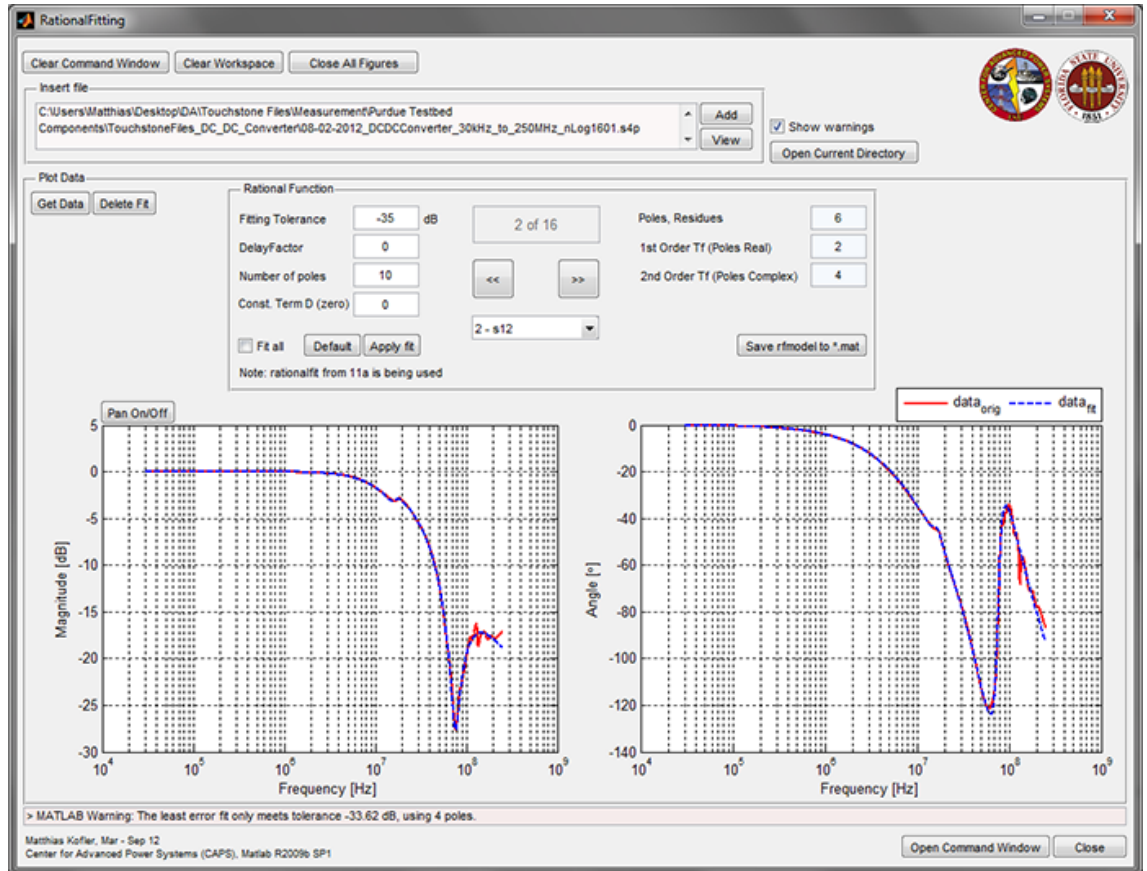 RationalFitting
Clear Command Window Clear Workspace Close All Figures
Insert file
C:\Users\Matthias\Desktop\DA\Touchstone Files\Measurement\Purdue Testbed
Components\TouchstoneFiles_DC_DC_Converter\08-02-2012_DCDCConverter_30kHz_to_250MHz_nLog1601.s4p
Add
View
Show warnings
Open Current Directory
FLORIDA STATE UNIVERSITY
1851
Plot Data
Get Data Delete Fit
Rational Function
Fitting Tolerance -35 dB
DelayFactor 0
Number of poles 10
Const. Term D (zero) 0
Fit all Default Apply fit
Note: rationalfit from 11a is being used
2 of 16
<< >>
2 - s12
Poles, Residues 6
1st Order Tf (Poles Real) 2
2nd Order Tf (Poles Complex) 4
Save rfmodel to *.mat
Pan On/Off
5
0
-5
-10
-15
-20
-25
-30
Magnitude [dB]
10^4 10^5 10^6 10^7 10^8 10^9
Frequency [Hz]
data_orig data_fit
0
-20
-40
-60
-80
-100
-120
-140
Angle [º]
10^4 10^5 10^6 10^7 10^8 10^9
Frequency [Hz]
> MATLAB Warning: The least error fit only meets tolerance -33.62 dB, using 4 poles.
Matthias Kofler, Mar - Sep 12
Center for Advanced Power Systems (CAPS), Matlab R2009b SP1
Open Command Window Close